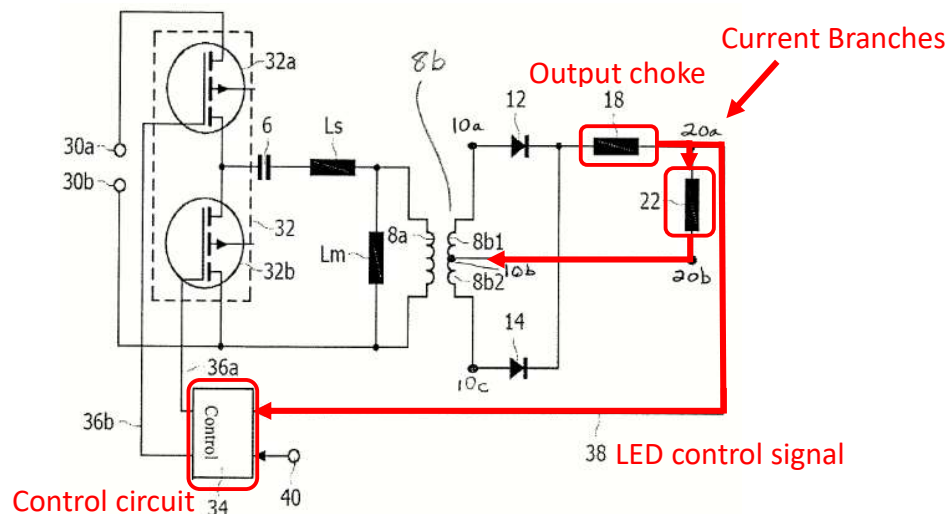 Current Branches
8b
32a
Output choke
12
18
10a
20a
6
Ls
30a
30b
22
32
8a
8b1
Lm
10b
8b2
32b
20b
14
36a
10c
36b
Control
38
LED control signal
Control circuit
34
40